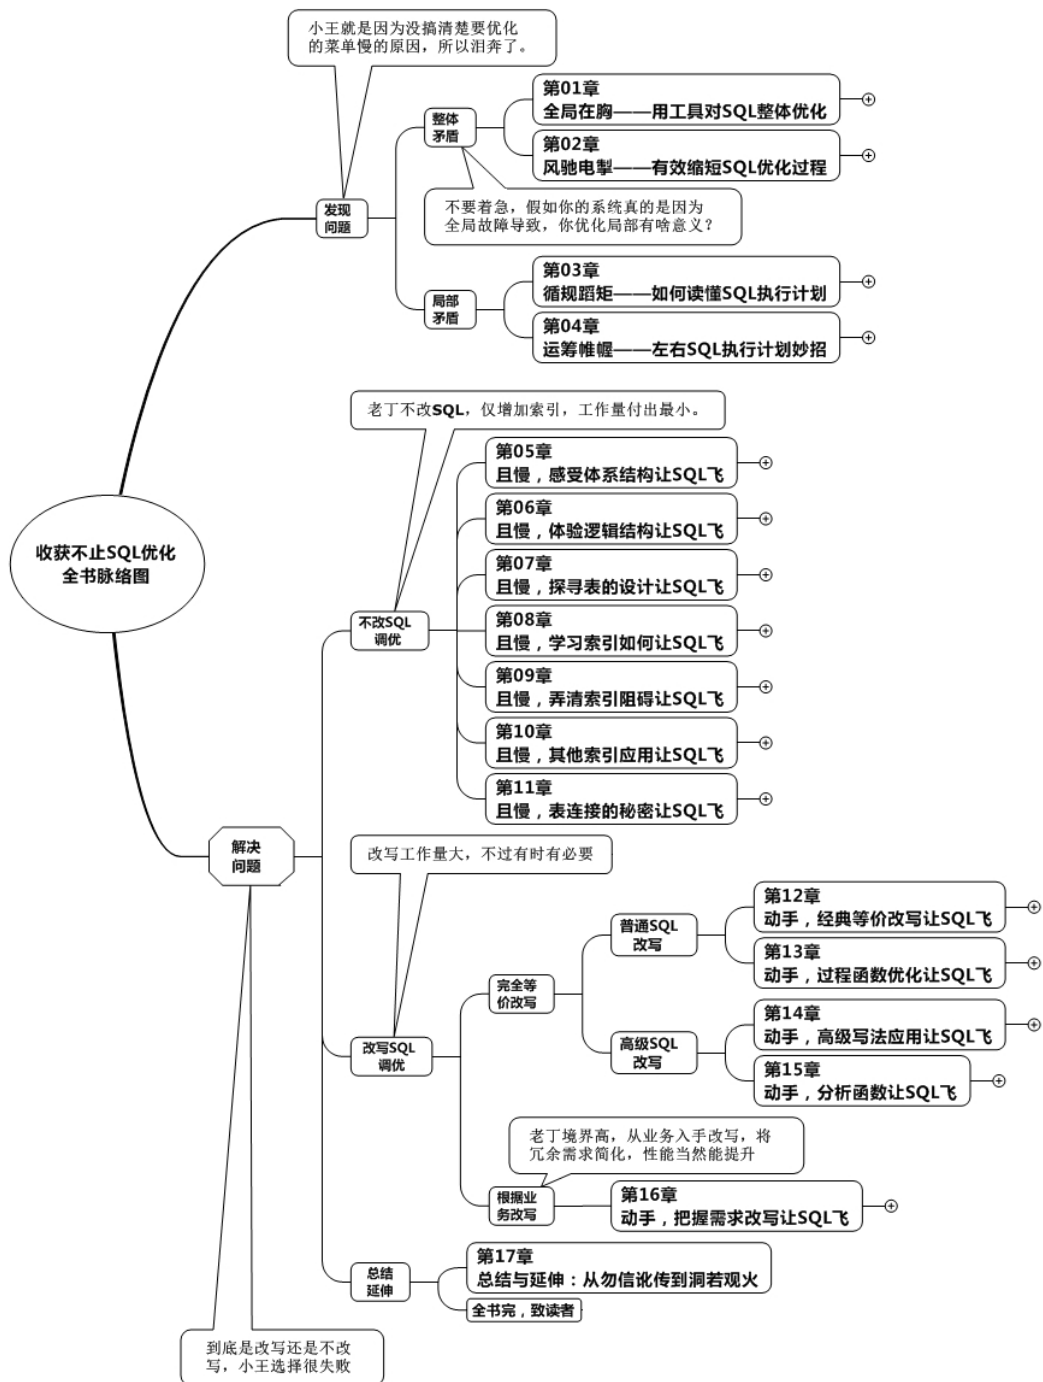 小王就是因为没搞清楚要优化
的菜单慢的原因，所以泪奔了。
第01章
全局在胸——用工具对SQL整体优化
整体
矛盾
第02章
风驰电掣——有效缩短SQL优化过程
不要着急，假如你的系统真的是因为
全局故障导致，你优化局部有啥意义？
发现
问题
第03章
循规蹈矩——如何读懂SQL执行计划
局部
矛盾
第04章
运筹帷幄——左右SQL执行计划妙招
老丁不改SQL，仅增加索引，工作量付出最小。
第05章
且慢，感受体系结构让SQL飞
第06章
且慢，体验逻辑结构让SQL飞
收获不止SQL优化
全书脉络图
第07章
且慢，探寻表的设计让SQL飞
不改SQL
调优
第08章
且慢，学习索引如何让SQL飞
第09章
且慢，弄清索引阻碍让SQL飞
第10章
且慢，其他索引应用让SQL飞
第11章
且慢，表连接的秘密让SQL飞
解决
问题
改写工作量大，不过有时有必要
第12章
动手，经典等价改写让SQL飞
普通SQL
改写
第13章
动手，过程函数优化让SQL飞
完全等
价改写
第14章
动手，高级写法应用让SQL飞
高级SQL
改写
改写SQL
调优
第15章
动手，分析函数让SQL飞
老丁境界高，从业务入手改写，将
冗余需求简化，性能当然能提升
根据业
务改写
第16章
动手，把握需求改写让SQL飞
总结
延伸
第17章
总结与延伸：从勿信讹传到洞若观火
全书完，致读者
到底是改写还是不改
写，小王选择很失败